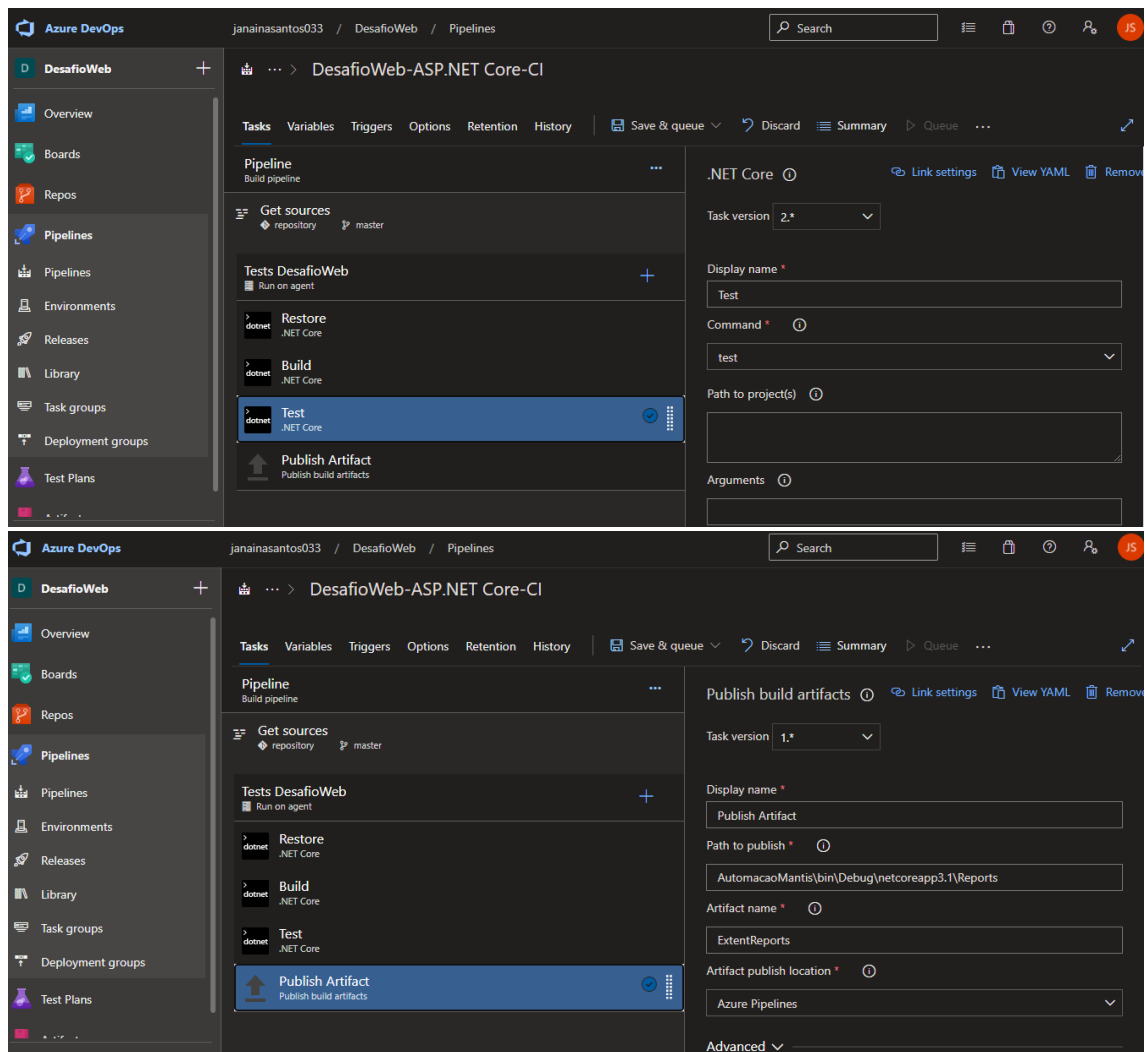 Azure DevOps
janainasantos033 / DesafioWeb / Pipelines
Search
JS
D DesafioWeb
··· > DesafioWeb-ASP.NET Core-CI
Overview
Boards
Repos
Pipelines
Pipelines
Environments
Releases
Library
Task groups
Deployment groups
Test Plans
Tasks Variables Triggers Options Retention History Save & queue Discard Summary Queue ...
Pipeline
Build pipeline
Get sources
repository master
Tests DesafioWeb
Run on agent
dotnet Restore
.NET Core
dotnet Build
.NET Core
dotnet Test
.NET Core
Publish Artifact
Publish build artifacts
.NET Core Link settings View YAML Remove
Task version 2.*
Display name *
Test
Command *
test
Path to project(s)
Arguments
Azure DevOps
janainasantos033 / DesafioWeb / Pipelines
Search
JS
D DesafioWeb
··· > DesafioWeb-ASP.NET Core-CI
Overview
Boards
Repos
Pipelines
Pipelines
Environments
Releases
Library
Task groups
Deployment groups
Test Plans
Tasks Variables Triggers Options Retention History Save & queue Discard Summary Queue ...
Pipeline
Build pipeline
Get sources
repository master
Tests DesafioWeb
Run on agent
dotnet Restore
.NET Core
dotnet Build
.NET Core
dotnet Test
.NET Core
Publish Artifact
Publish build artifacts
Publish build artifacts Link settings View YAML Remove
Task version 1.*
Display name *
Publish Artifact
Path to publish *
AutomacaoMantis\bin\Debug\netcoreapp3.1\Reports
Artifact name *
ExtentReports
Artifact publish location *
Azure Pipelines
Advanced